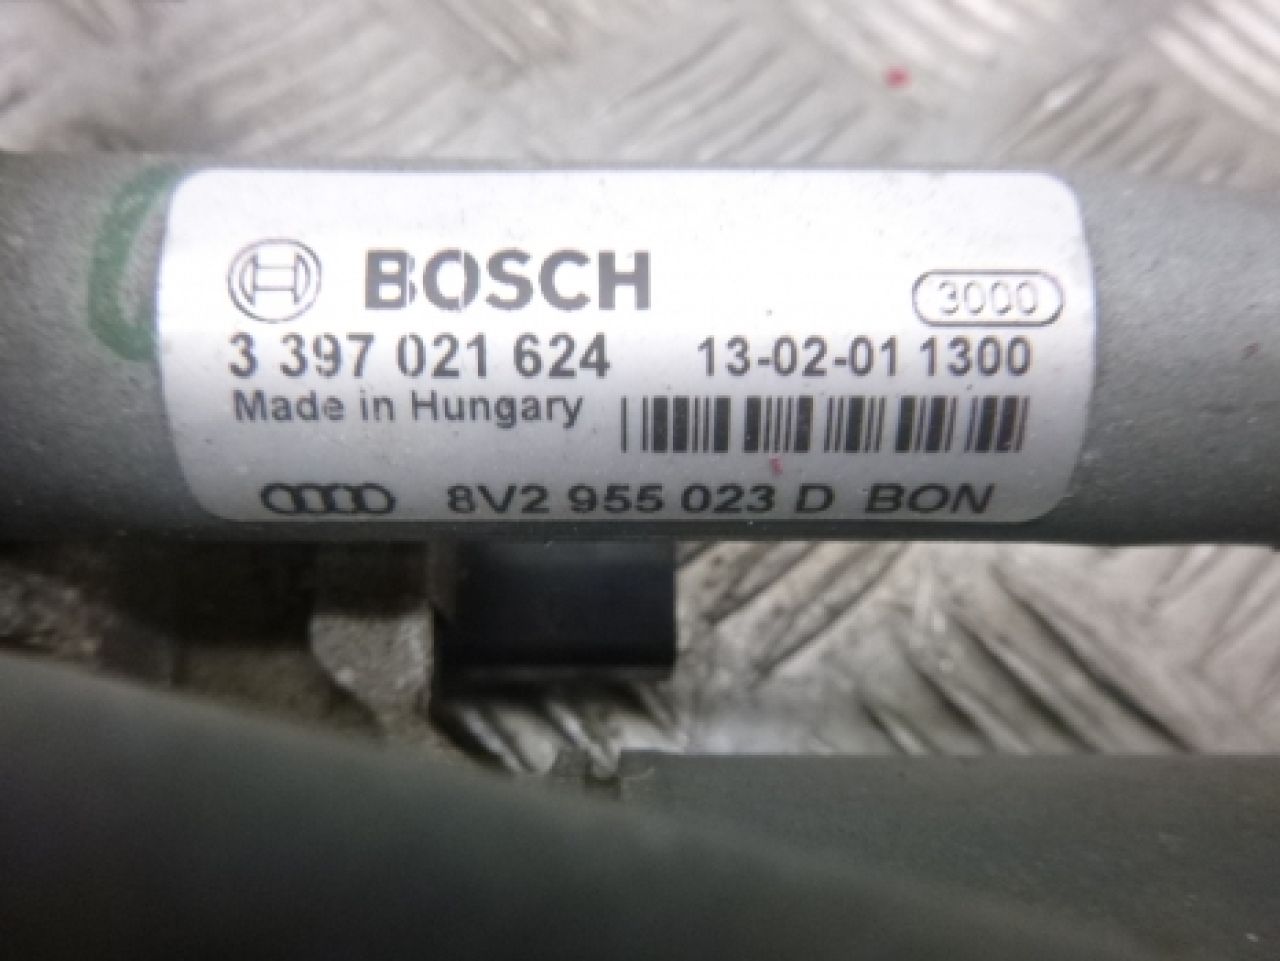 BOSCH 3000
3 397 021 624 13-02-01 1300
Made in Hungary
8V2 955 023 D BON